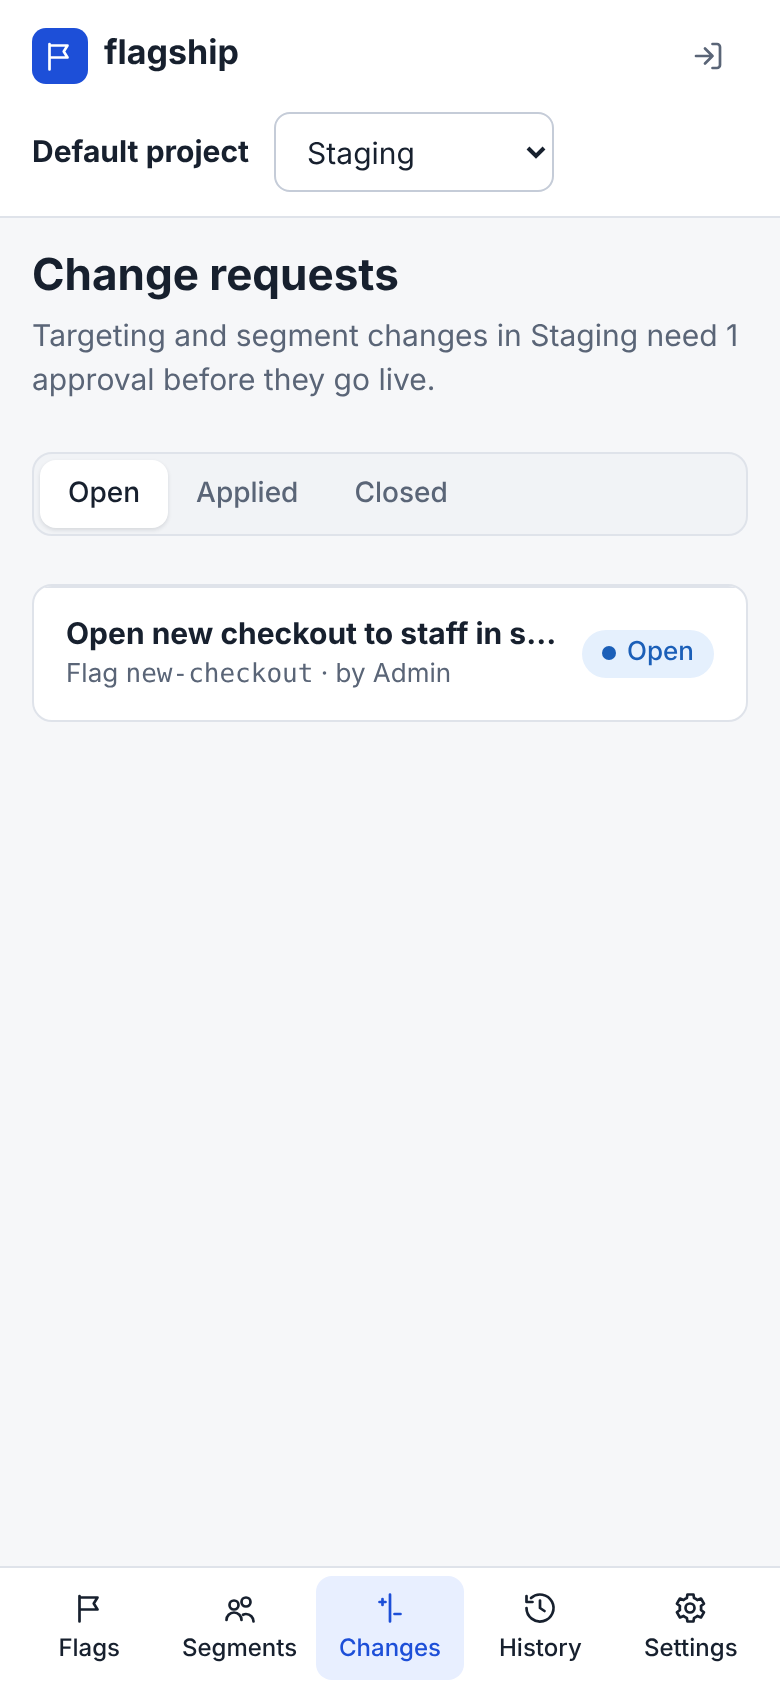 flagship
Default project
Staging
Change requests
Targeting and segment changes in Staging need 1
approval before they go live.
Open
Applied
Closed
Open new checkout to staff in s...
Open
Flag new-checkout · by Admin
Flags
Segments
Changes
History
Settings